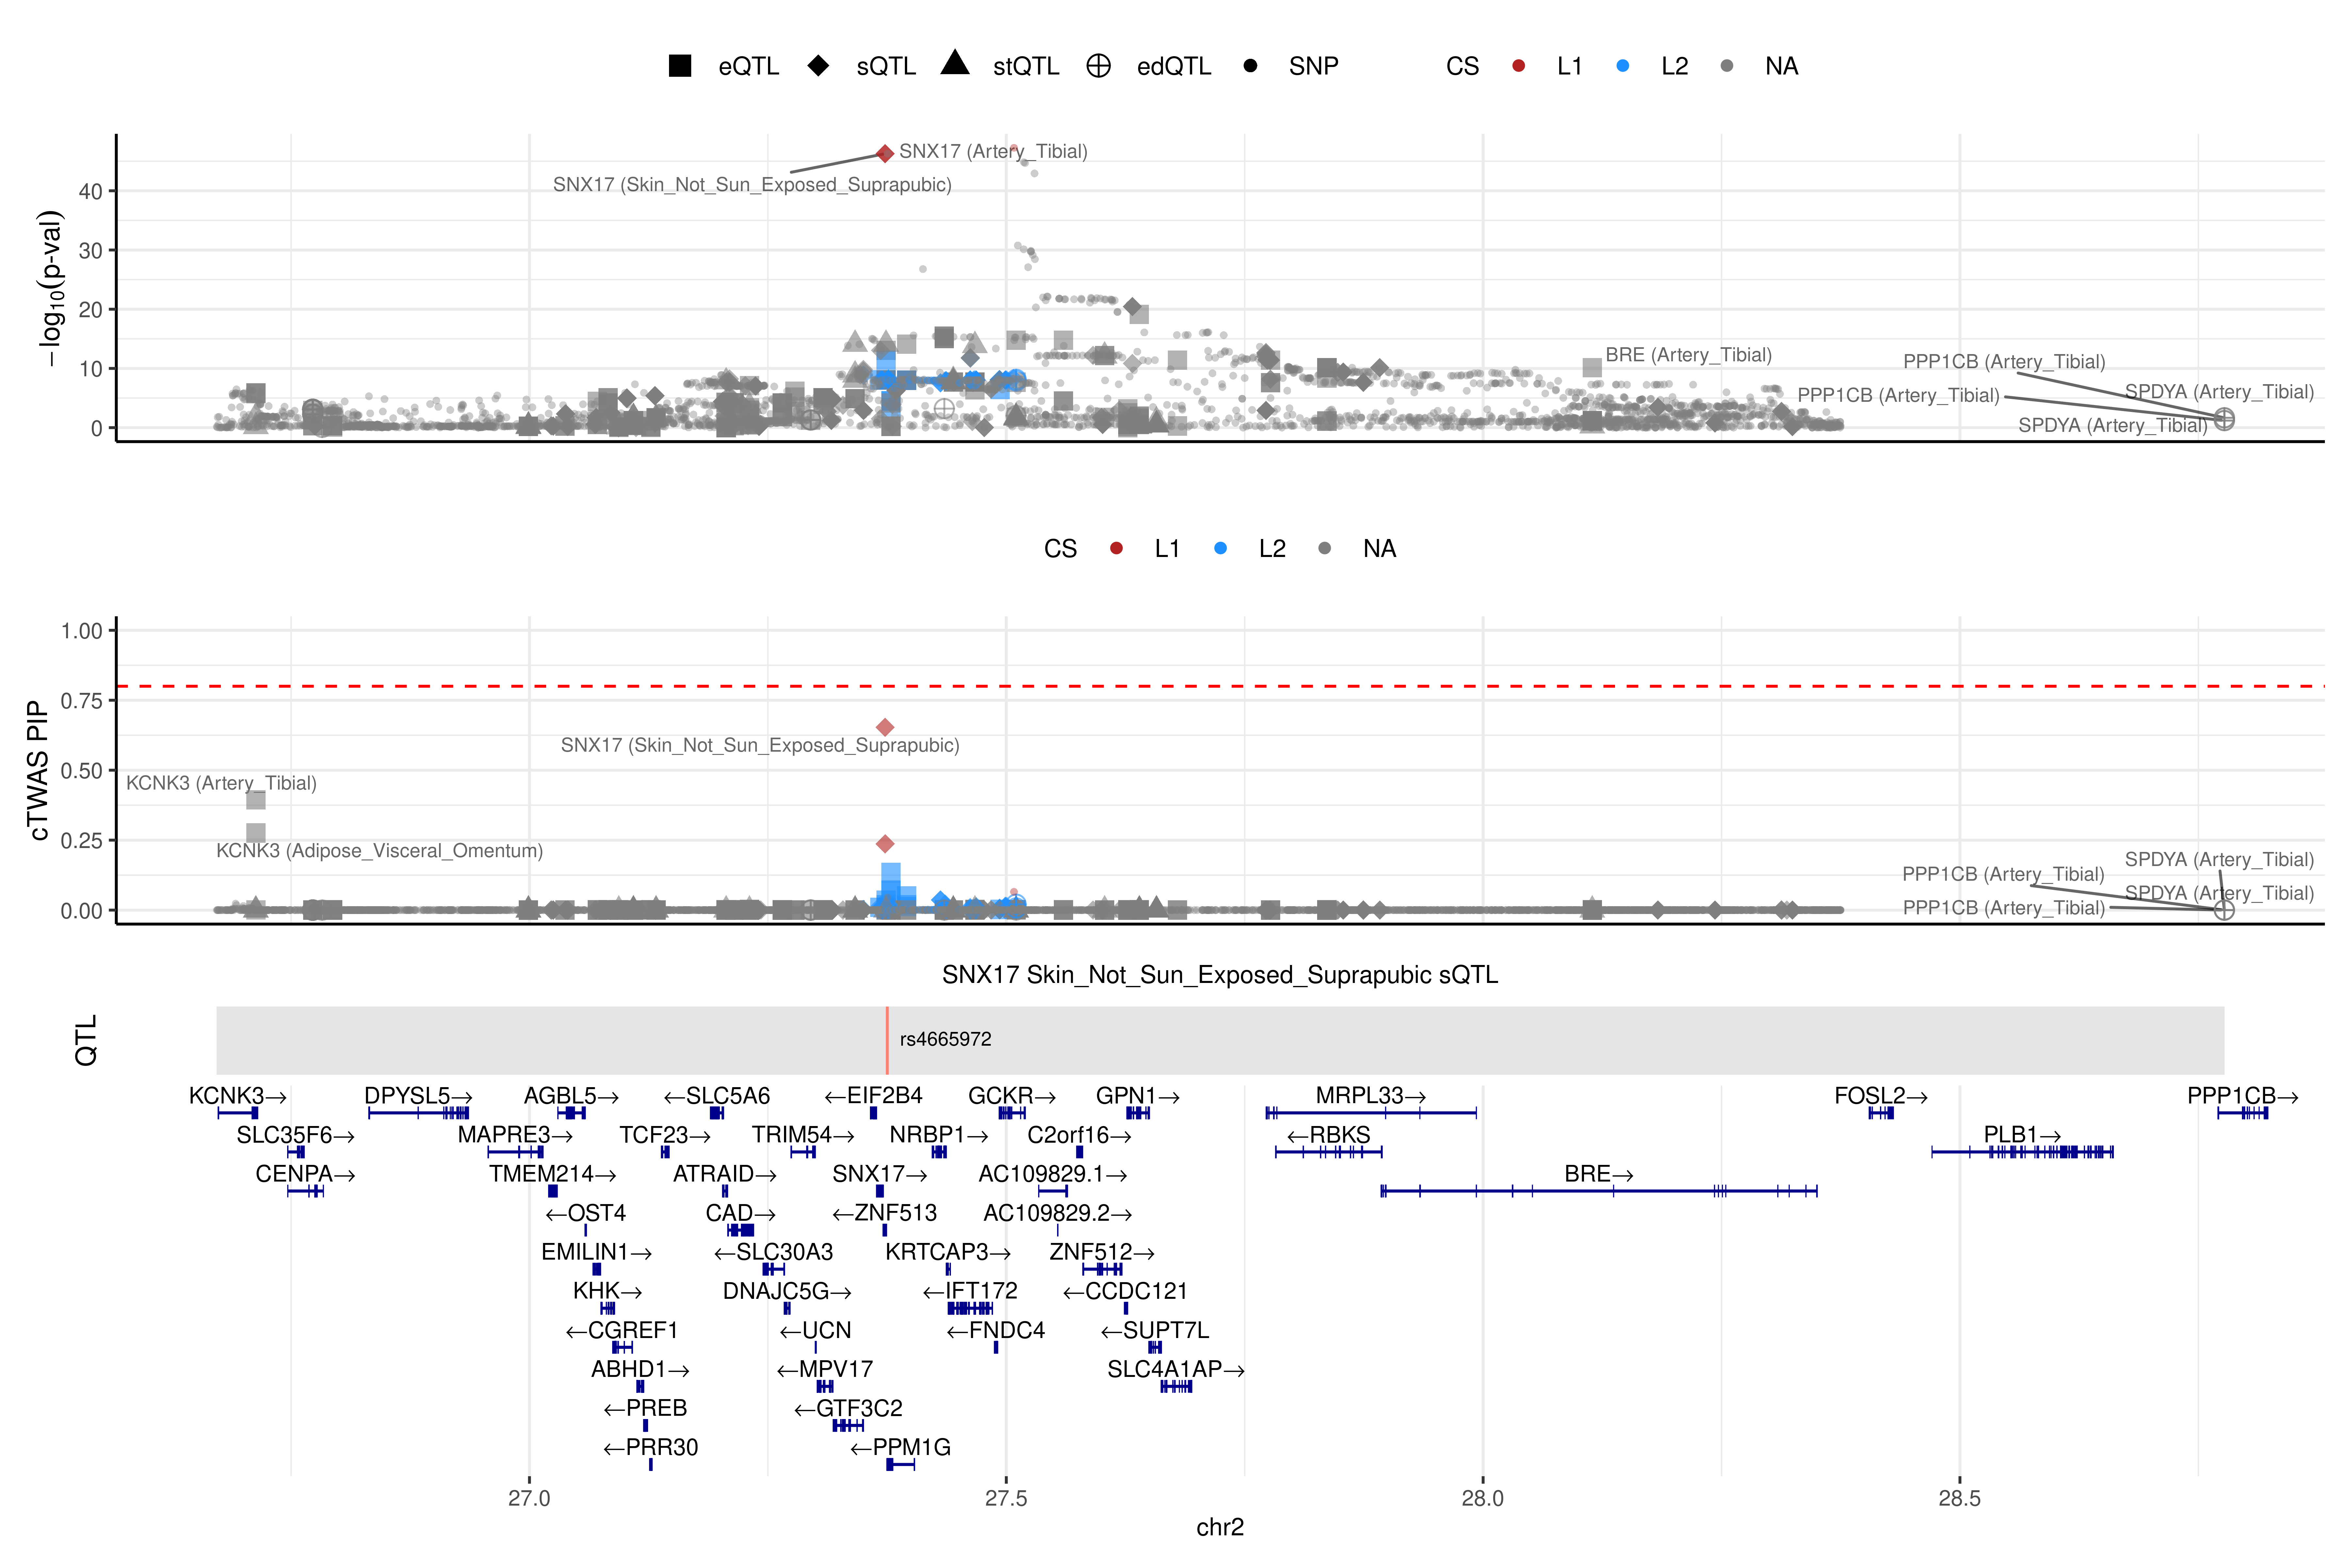 eQTL sQTL stQTL edQTL SNP CS L1 L2 NA
−log10(p-val)
40
30
20
10
0
SNX17 (Artery_Tibial)
SNX17 (Skin_Not_Sun_Exposed_Suprapubic)
BRE (Artery_Tibial)
PPP1CB (Artery_Tibial)
PPP1CB (Artery_Tibial)
SPDYA (Artery_Tibial)
SPDYA (Artery_Tibial)
CS L1 L2 NA
cTWAS PIP
1.00
0.75
0.50
0.25
0.00
SNX17 (Skin_Not_Sun_Exposed_Suprapubic)
KCNK3 (Artery_Tibial)
KCNK3 (Adipose_Visceral_Omentum)
SPDYA (Artery_Tibial)
PPP1CB (Artery_Tibial)
SPDYA (Artery_Tibial)
PPP1CB (Artery_Tibial)
SNX17 Skin_Not_Sun_Exposed_Suprapubic sQTL
QTL
rs4665972
KCNK3→ DPYSL5→ AGBL5→ ←SLC5A6 ←EIF2B4 GCKR→ GPN1→ MRPL33→ FOSL2→ PPP1CB→
SLC35F6→ MAPRE3→ TCF23→ TRIM54→ NRBP1→ C2orf16→ ←RBKS PLB1→
CENPA→ TMEM214→ ATRAID→ SNX17→ AC109829.1→ BRE→
←OST4 CAD→ ←ZNF513 AC109829.2→
EMILIN1→ ←SLC30A3 KRTCAP3→ ZNF512→
KHK→ DNAJC5G→ ←IFT172 ←CCDC121
←CGREF1 ←UCN ←FNDC4 ←SUPT7L
ABHD1→ ←MPV17 SLC4A1AP→
←PREB ←GTF3C2
←PRR30 ←PPM1G
27.0 27.5 28.0 28.5
chr2